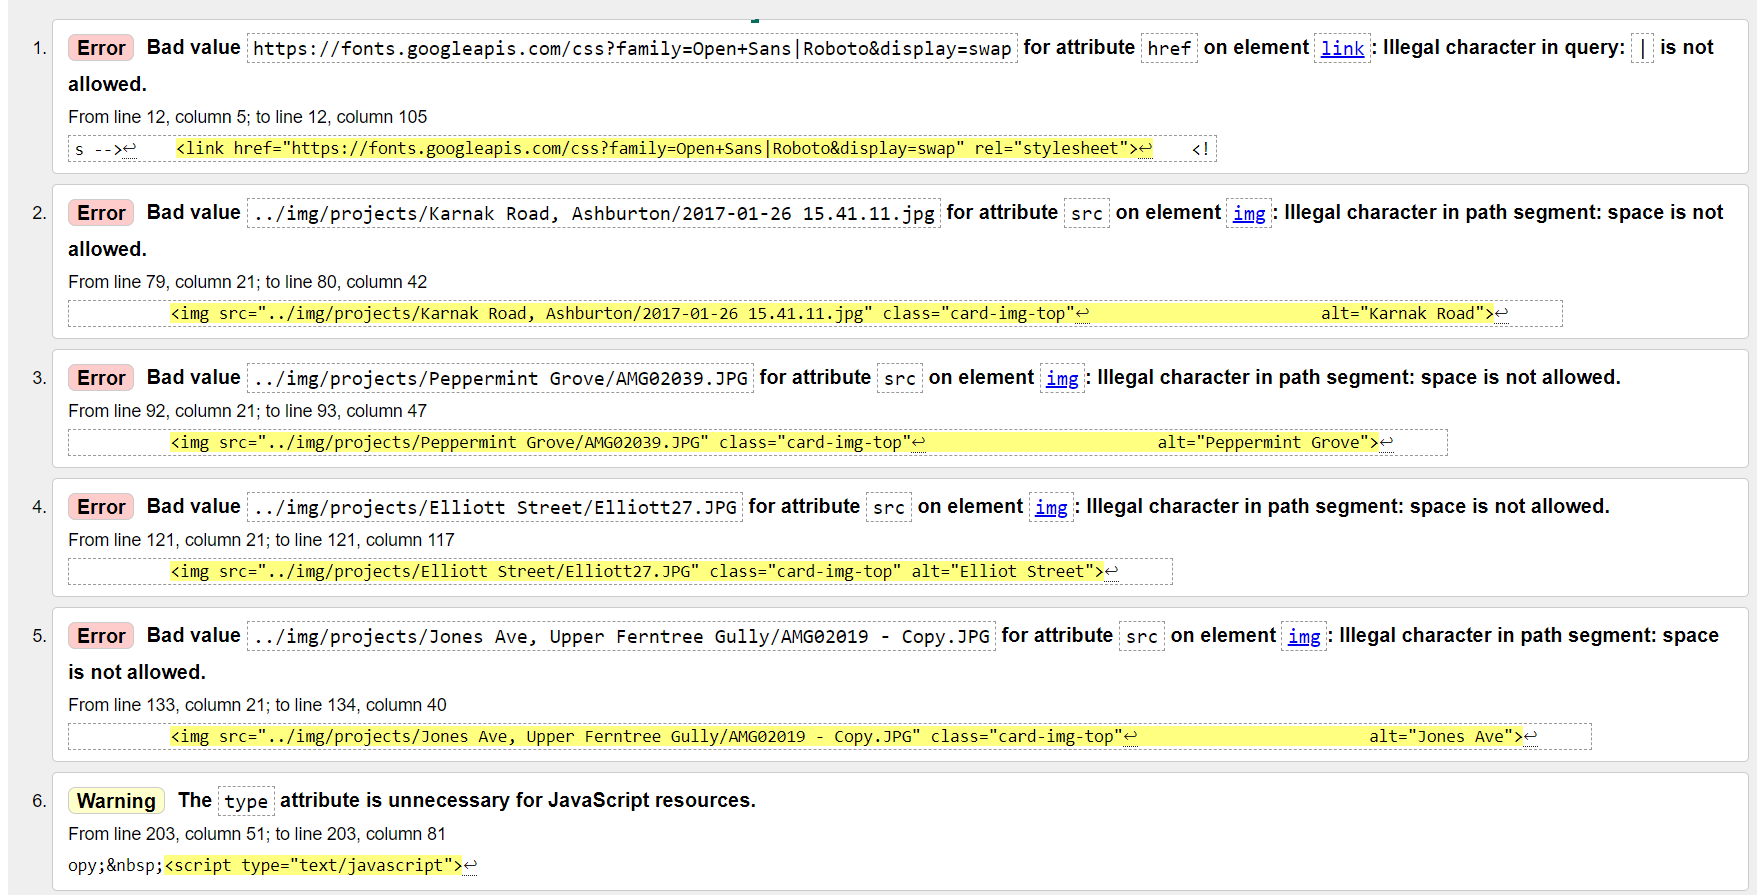 1. Error Bad value https://fonts.googleapis.com/css?family=Open+Sans|Roboto&display=swap for attribute href on element link: Illegal character in query: | is not
allowed.
From line 12, column 5; to line 12, column 105
s -->↩    <link href="https://fonts.googleapis.com/css?family=Open+Sans|Roboto&display=swap" rel="stylesheet">↩    <!
2. Error Bad value ../img/projects/Karnak Road, Ashburton/2017-01-26 15.41.11.jpg for attribute src on element img: Illegal character in path segment: space is not
allowed.
From line 79, column 21; to line 80, column 42
<img src="../img/projects/Karnak Road, Ashburton/2017-01-26 15.41.11.jpg" class="card-img-top"↩ alt="Karnak Road">↩
3. Error Bad value ../img/projects/Peppermint Grove/AMG02039.JPG for attribute src on element img: Illegal character in path segment: space is not allowed.
From line 92, column 21; to line 93, column 47
<img src="../img/projects/Peppermint Grove/AMG02039.JPG" class="card-img-top"↩ alt="Peppermint Grove">↩
4. Error Bad value ../img/projects/Elliott Street/Elliott27.JPG for attribute src on element img: Illegal character in path segment: space is not allowed.
From line 121, column 21; to line 121, column 117
<img src="../img/projects/Elliott Street/Elliott27.JPG" class="card-img-top" alt="Elliot Street">↩
5. Error Bad value ../img/projects/Jones Ave, Upper Ferntree Gully/AMG02019 - Copy.JPG for attribute src on element img: Illegal character in path segment: space
is not allowed.
From line 133, column 21; to line 134, column 40
<img src="../img/projects/Jones Ave, Upper Ferntree Gully/AMG02019 - Copy.JPG" class="card-img-top"↩ alt="Jones Ave">↩
6. Warning The type attribute is unnecessary for JavaScript resources.
From line 203, column 51; to line 203, column 81
opy;&nbsp;<script type="text/javascript">↩